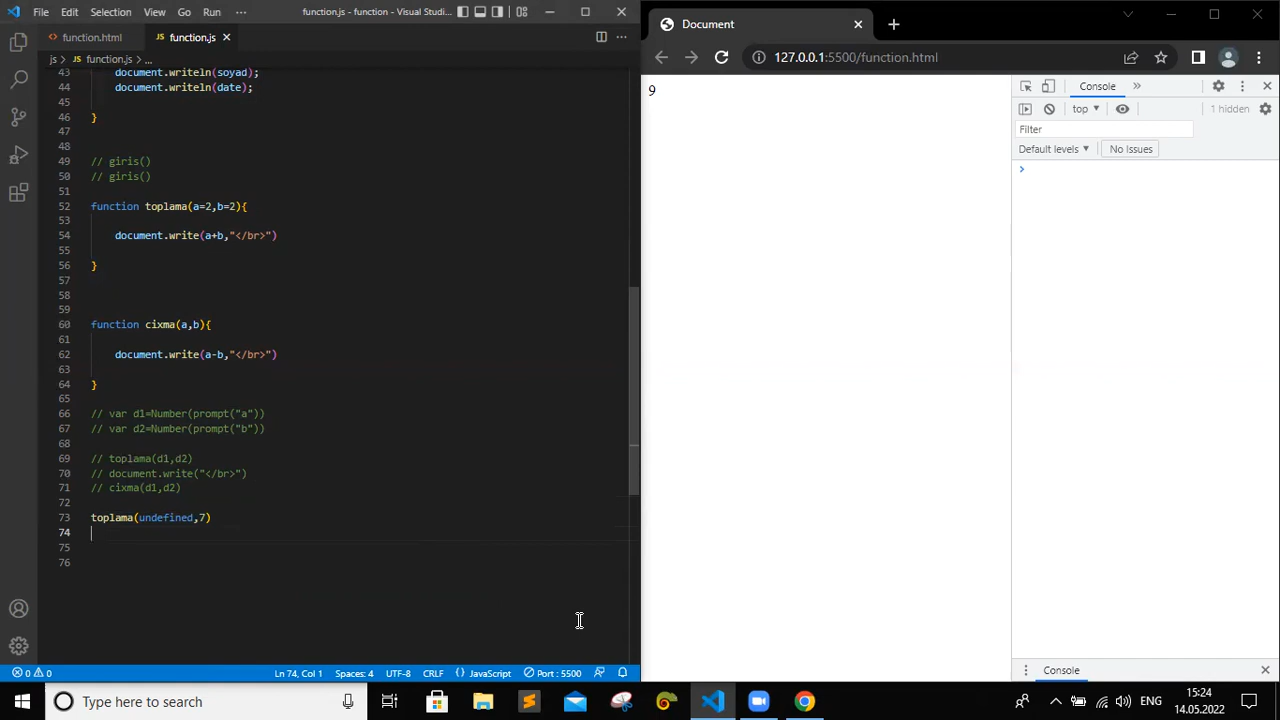 File Edit Selection View Go Run ··· function.js - function - Visual Studi...
function.html function.js
js > function.js > ...
43 document.writeln(soyad);
44 document.writeln(date);
45
46 }
47
48
49 // giris()
50 // giris()
51
52 function toplama(a=2,b=2){
53
54 document.write(a+b,"</br>")
55
56 }
57
58
59
60 function cixma(a,b){
61
62 document.write(a-b,"</br>")
63
64 }
65
66 // var d1=Number(prompt("a"))
67 // var d2=Number(prompt("b"))
68
69 // toplama(d1,d2)
70 // document.write("</br>")
71 // cixma(d1,d2)
72
73 toplama(undefined,7)
74
75
76
0 0 Ln 74, Col 1 Spaces: 4 UTF-8 CRLF JavaScript Port : 5500
Document
127.0.0.1:5500/function.html
9
Console
top 1 hidden
Filter
Default levels No Issues
Console
Type here to search
ENG
15:24
14.05.2022